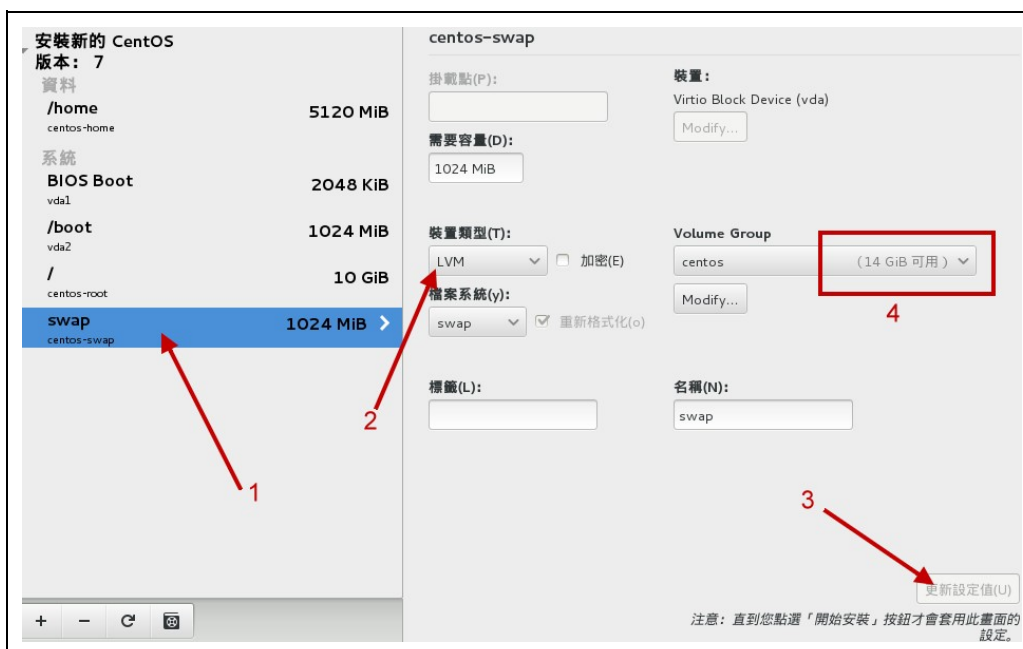 安裝新的 CentOS
版本： 7
資料
/home 5120 MiB
centos-home
系統
BIOS Boot 2048 KiB
vda1
/boot 1024 MiB
vda2
/ 10 GiB
centos-root
swap 1024 MiB
centos-swap
1
2
centos-swap
掛載點(P)：
裝置：
Virtio Block Device (vda)
Modify...
需要容量(D)：
1024 MiB
裝置類型(T)：
Volume Group
LVM 加密(E)
centos （14 GiB 可用）
檔案系統(y)：
Modify...
4
swap 重新格式化(o)
標籤(L)：
名稱(N)：
swap
3
更新設定值(U)
注意： 直到您點選「開始安裝」按鈕才會套用此畫面的
設定。
+ −